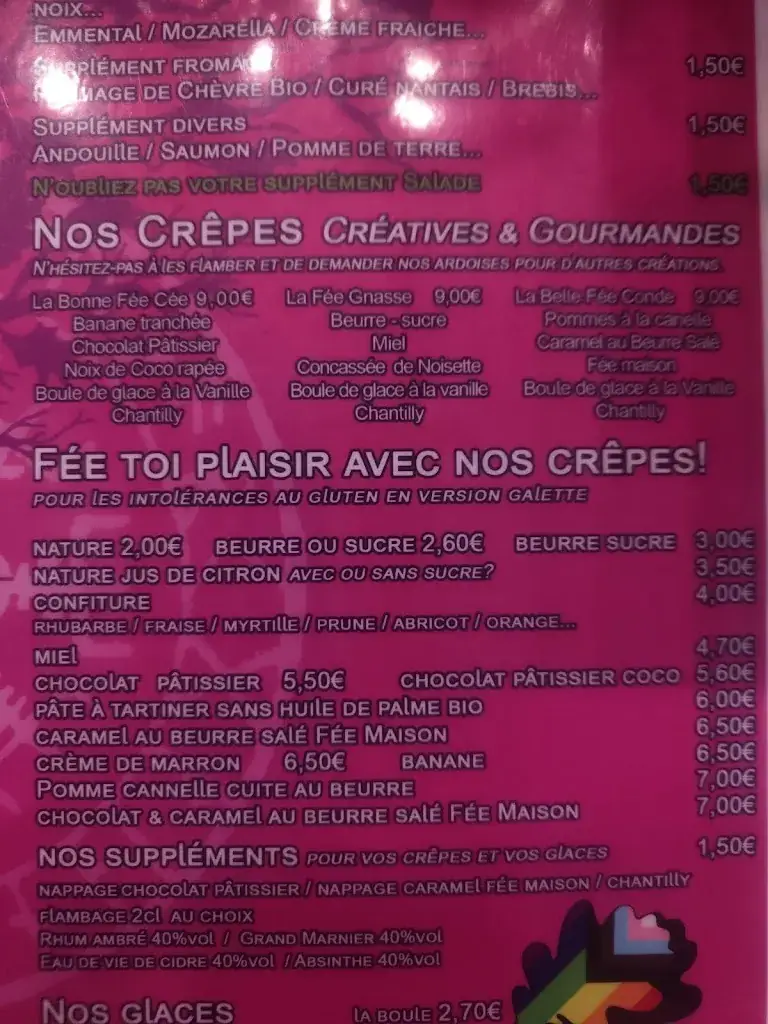 NOIX...
EMMENTAL / MOZARELLA / CRÈME FRAICHE...
SUPPLÉMENT FROMAGE 1,50€
FROMAGE DE CHÈVRE BIO / CURÉ NANTAIS / BREBIS...
SUPPLÉMENT DIVERS 1,50€
ANDOUILLE / SAUMON / POMME DE TERRE...
N'OUBLIEZ PAS VOTRE SUPPLÉMENT SALADE 1,50€
NOS CRÊPES CRÉATIVES & GOURMANDES
N'HÉSITEZ-PAS À LES FLAMBER ET DE DEMANDER NOS ARDOISES POUR D'AUTRES CRÉATIONS
La Bonne Fée Cée 9,00€
Banane tranchée
Chocolat Pâtissier
Noix de Coco rapée
Boule de glace à la Vanille
Chantilly
La Fée Gnasse 9,00€
Beurre - sucre
Miel
Concassée de Noisette
Boule de glace à la vanille
Chantilly
La Belle Fée Conde 9,00€
Pommes à la canelle
Caramel au Beurre Salé
Fée maison
Boule de glace à la Vanille
Chantilly
FÉE TOI PLAISIR AVEC NOS CRÊPES!
POUR LES INTOLÉRANCES AU GLUTEN EN VERSION GALETTE
NATURE 2,00€ BEURRE OU SUCRE 2,60€ BEURRE SUCRE 3,00€
NATURE JUS DE CITRON AVEC OU SANS SUCRE? 3,50€
CONFITURE 4,00€
RHUBARBE / FRAISE / MYRTILLE / PRUNE / ABRICOT / ORANGE...
MIEL 4,70€
CHOCOLAT PÂTISSIER 5,50€ CHOCOLAT PÂTISSIER COCO 5,60€
PÂTE À TARTINER SANS HUILE DE PALME BIO 6,00€
CARAMEL AU BEURRE SALÉ FÉE MAISON 6,50€
CRÈME DE MARRON 6,50€ BANANE 6,50€
POMME CANNELLE CUITE AU BEURRE 7,00€
CHOCOLAT & CARAMEL AU BEURRE SALÉ FÉE MAISON 7,00€
NOS SUPPLÉMENTS POUR VOS CRÊPES ET VOS GLACES 1,50€
NAPPAGE CHOCOLAT PÂTISSIER / NAPPAGE CARAMEL FÉE MAISON / CHANTILLY
FLAMBAGE 2cl AU CHOIX
RHUM AMBRÉ 40%vol / GRAND MARNIER 40%vol
EAU DE VIE DE CIDRE 40%vol / ABSINTHE 40%vol
NOS GLACES LA BOULE 2,70€